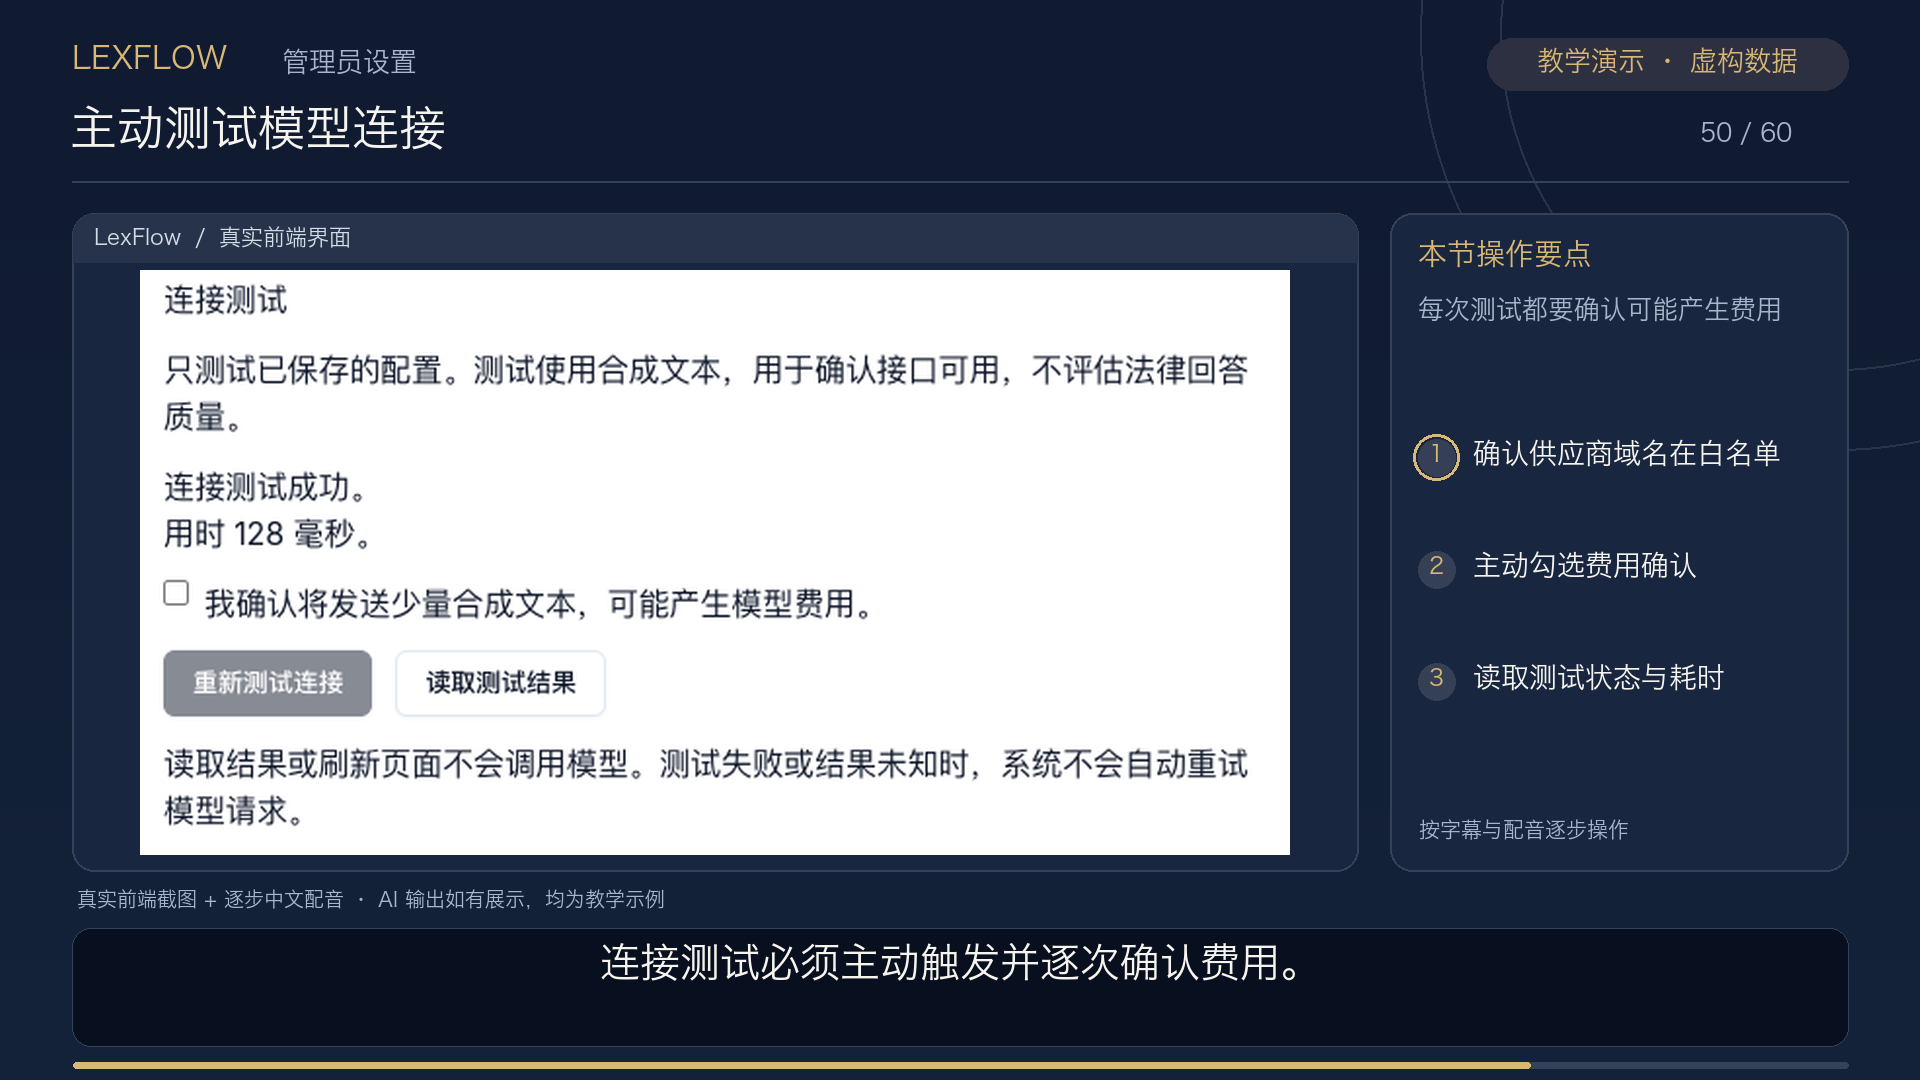 LEXFLOW 管理员设置
教学演示 · 虚构数据
主动测试模型连接
50 / 60
LexFlow / 真实前端界面
连接测试
只测试已保存的配置。测试使用合成文本，用于确认接口可用，不评估法律回答
质量。
连接测试成功。
用时 128 毫秒。
我确认将发送少量合成文本，可能产生模型费用。
重新测试连接 读取测试结果
读取结果或刷新页面不会调用模型。测试失败或结果未知时，系统不会自动重试
模型请求。
本节操作要点
每次测试都要确认可能产生费用
1 确认供应商域名在白名单
2 主动勾选费用确认
3 读取测试状态与耗时
按字幕与配音逐步操作
真实前端截图 + 逐步中文配音 · AI 输出如有展示，均为教学示例
连接测试必须主动触发并逐次确认费用。